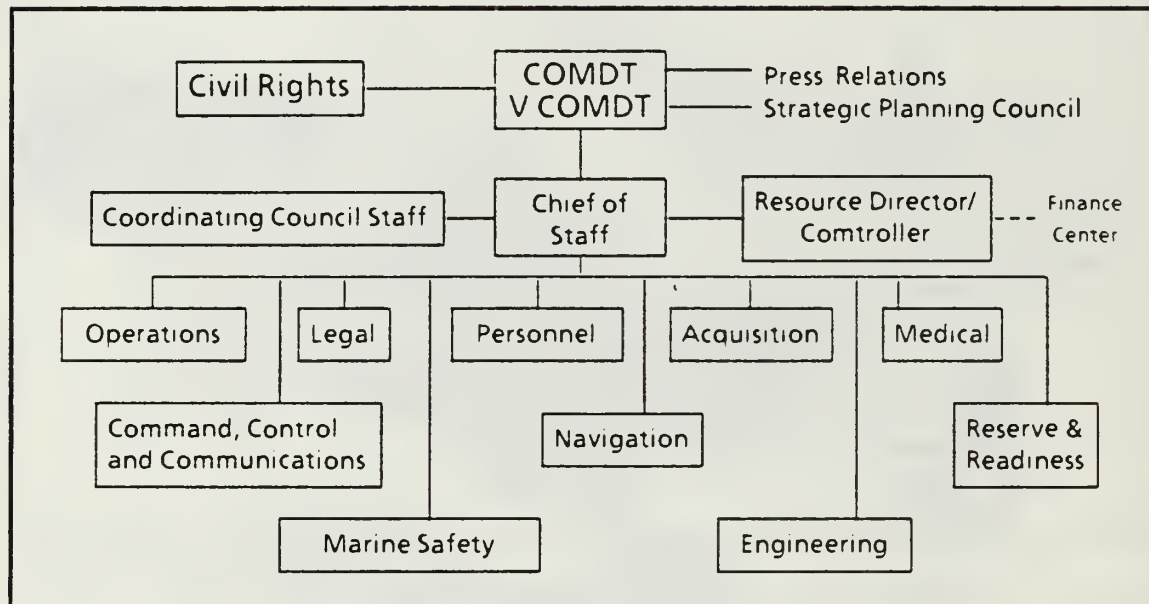 Civil Rights
COMDT
V COMDT
Press Relations
Strategic Planning Council
Coordinating Council Staff
Chief of
Staff
Resource Director/
Comtroller
Finance
Center
Operations
Legal
Personnel
Acquisition
Medical
Command, Control
and Communications
Navigation
Reserve &
Readiness
Marine Safety
Engineering